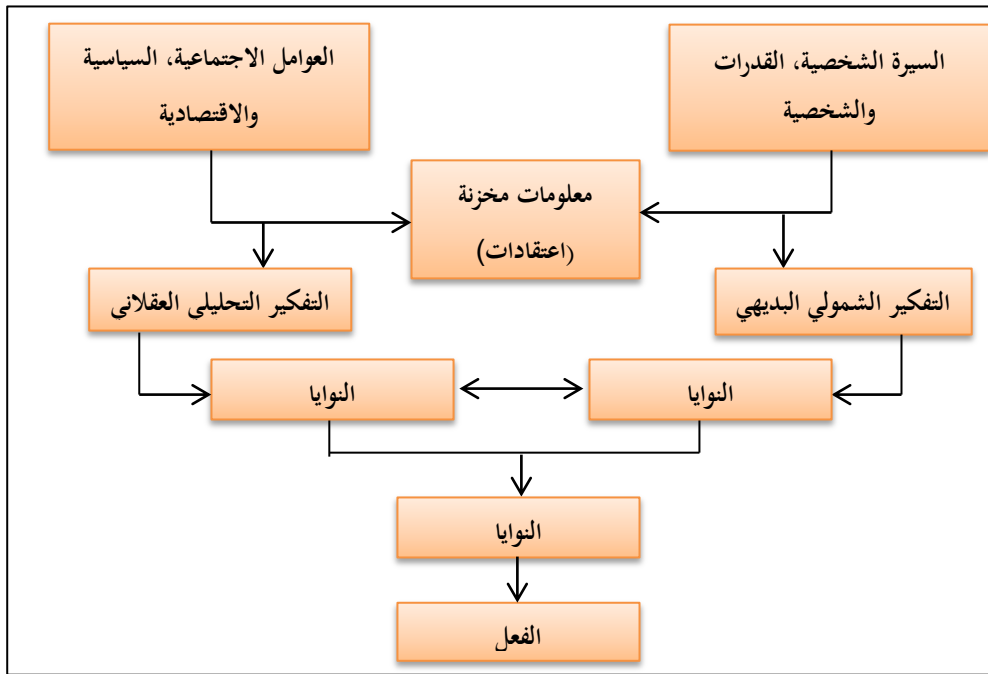 السيرة الشخصية، القدرات
والشخصية
العوامل الاجتماعية، السياسية
والاقتصادية
معلومات مخزنة
(اعتقادات)
التفكير الشمولي البديهي
التفكير التحليلي العقلاني
النوايا
النوايا
النوايا
الفعل